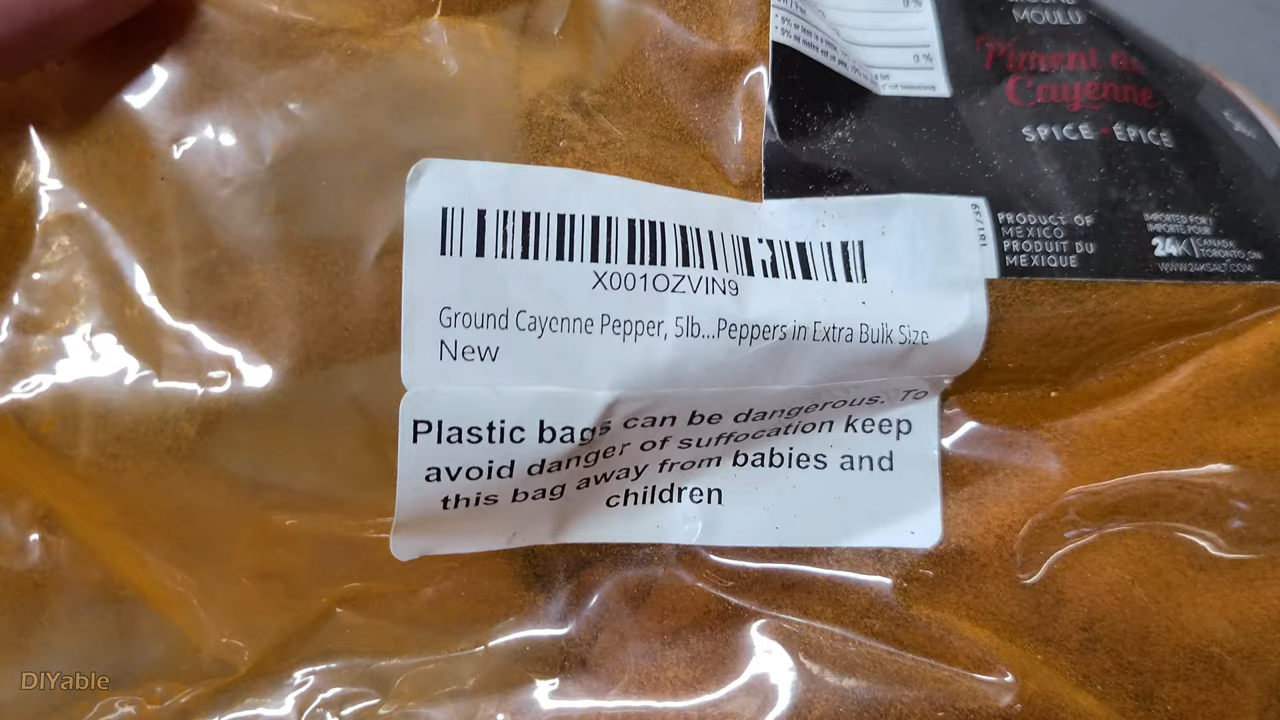 0 %
0 %
MOULU
Piment de
Cayenne
SPICE • ÉPICE
PRODUCT OF
MEXICO
PRODUIT DU
MEXIQUE
IMPORTED FOR /
IMPORTÉ POUR
24K CANADA
TORONTO, ON
WWW.24KSALT.COM
X001OZVIN9
Ground Cayenne Pepper, 5lb...Peppers in Extra Bulk Size
New
Plastic bags can be dangerous. To
avoid danger of suffocation keep
this bag away from babies and
children
DIYable